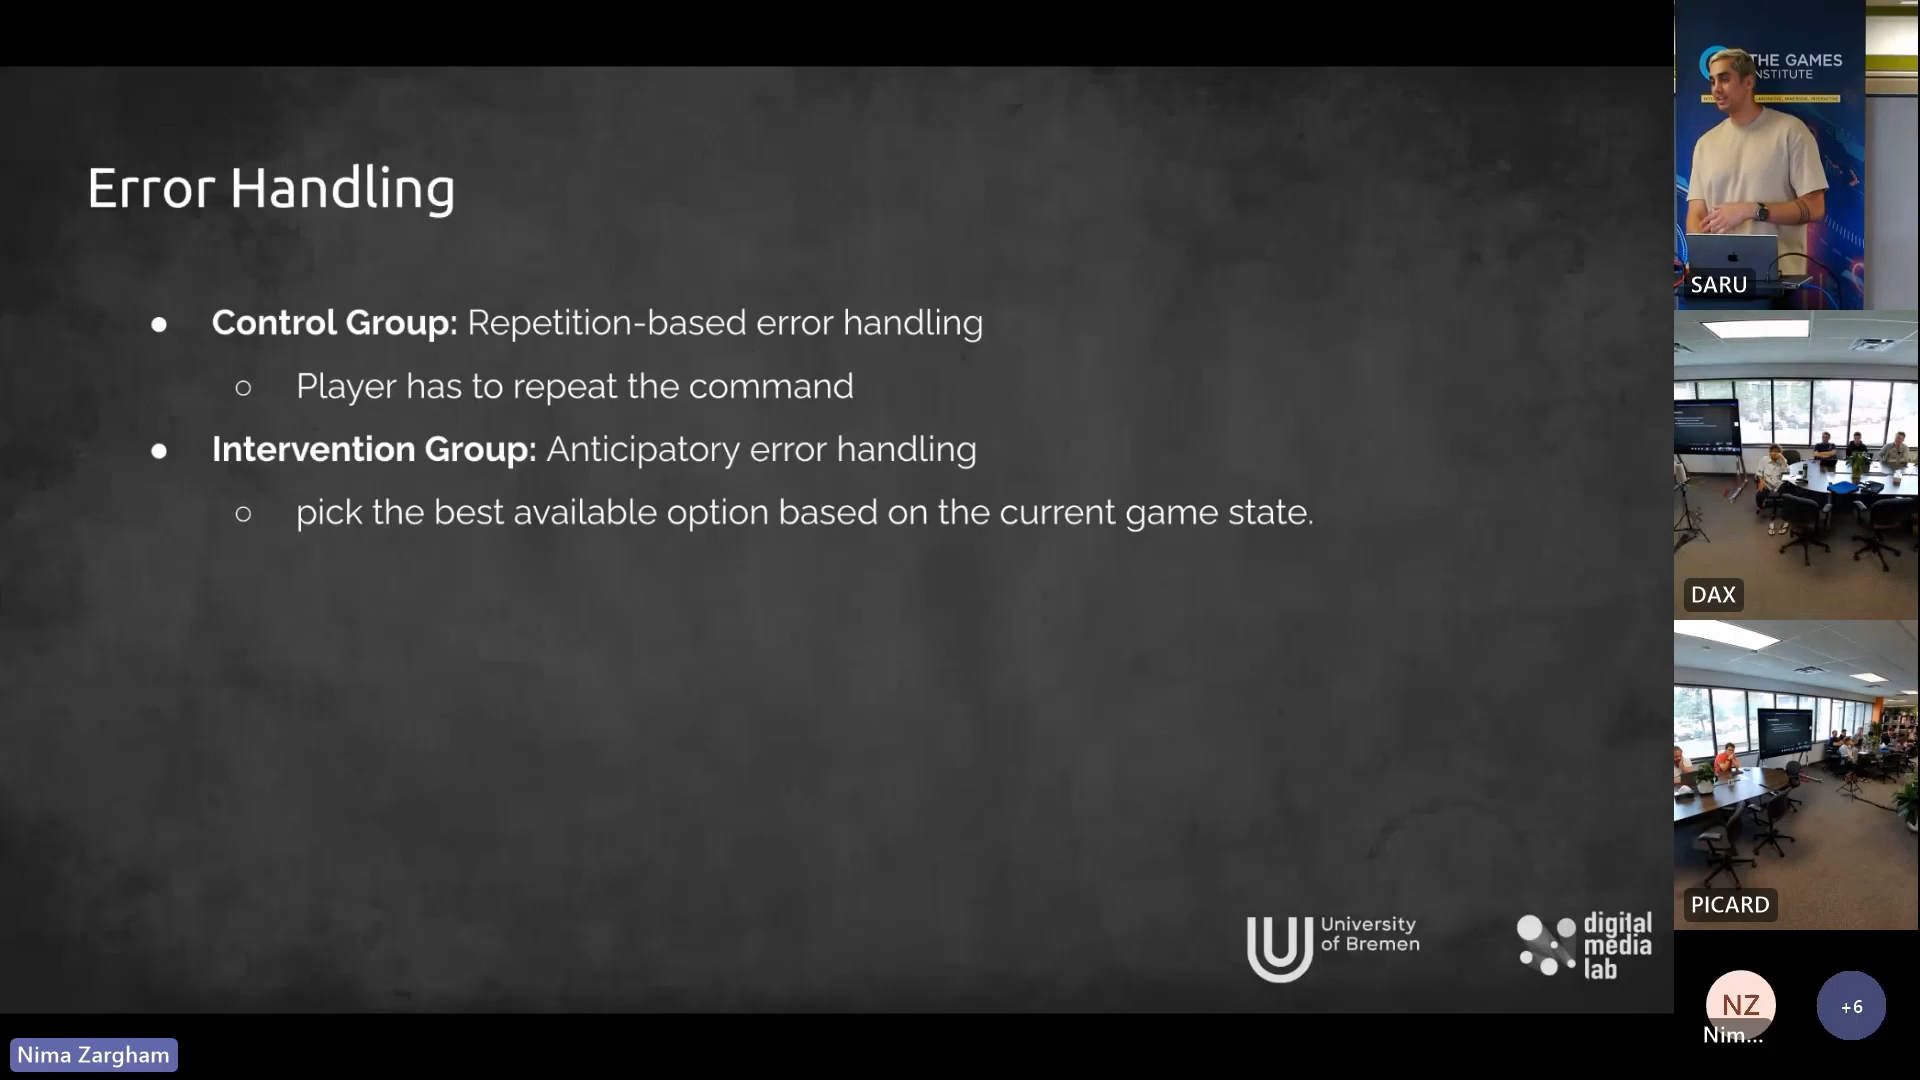 Error Handling
● Control Group: Repetition-based error handling
○ Player has to repeat the command
● Intervention Group: Anticipatory error handling
○ pick the best available option based on the current game state.
University
of Bremen
digital
media
lab
Nima Zargham
THE GAMES
INSTITUTE
SARU
DAX
PICARD
NZ
Nim...
+6